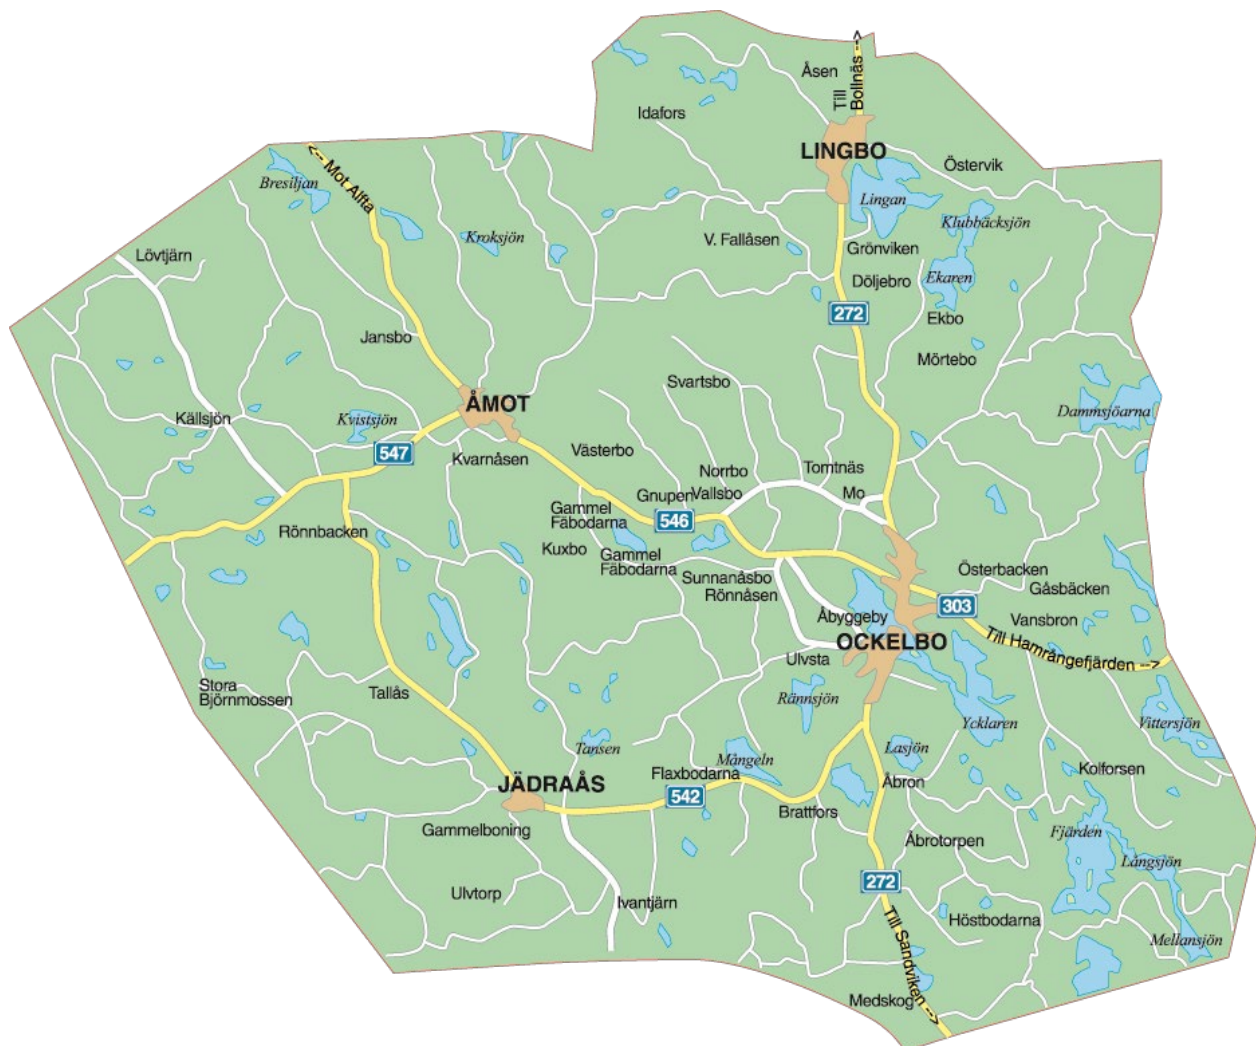 Åsen
Till
Bollnäs -->
Idafors
LINGBO
Östervik
<-- Mot Alfta
Bresiljan
Lingan
Klubbäcksjön
Kroksjön
V. Fallåsen
Grönviken
Lövtjärn
Döljebro
Ekaren
272
Ekbo
Jansbo
Mörtebo
Svartsbo
ÅMOT
Källsjön
Kvistsjön
Dammsjöarna
547
Kvarnåsen
Västerbo
Norrbo
Tomtnäs
Gnupen
Vallsbo
Mo
Gammel
Fäbodarna
546
Rönnbacken
Kuxbo
Gammel
Fäbodarna
Sunnanåsbo
Rönnåsen
Österbacken
Gåsbäcken
303
Åbyggeby
Vansbron
OCKELBO
Till Hamrångefjärden -->
Ulvsta
Stora
Björnmossen
Tallås
Rännsjön
Ycklaren
Vittersjön
Tansen
Lasjön
Mångeln
Flaxbodarna
Kolforsen
JÄDRAÅS
Åbron
542
Brattfors
Gammelboning
Fjärden
Åbrotorpen
Långsjön
272
Ulvtorp
Ivantjärn
Höstbodarna
Till Sandviken -->
Mellansjön
Medskog